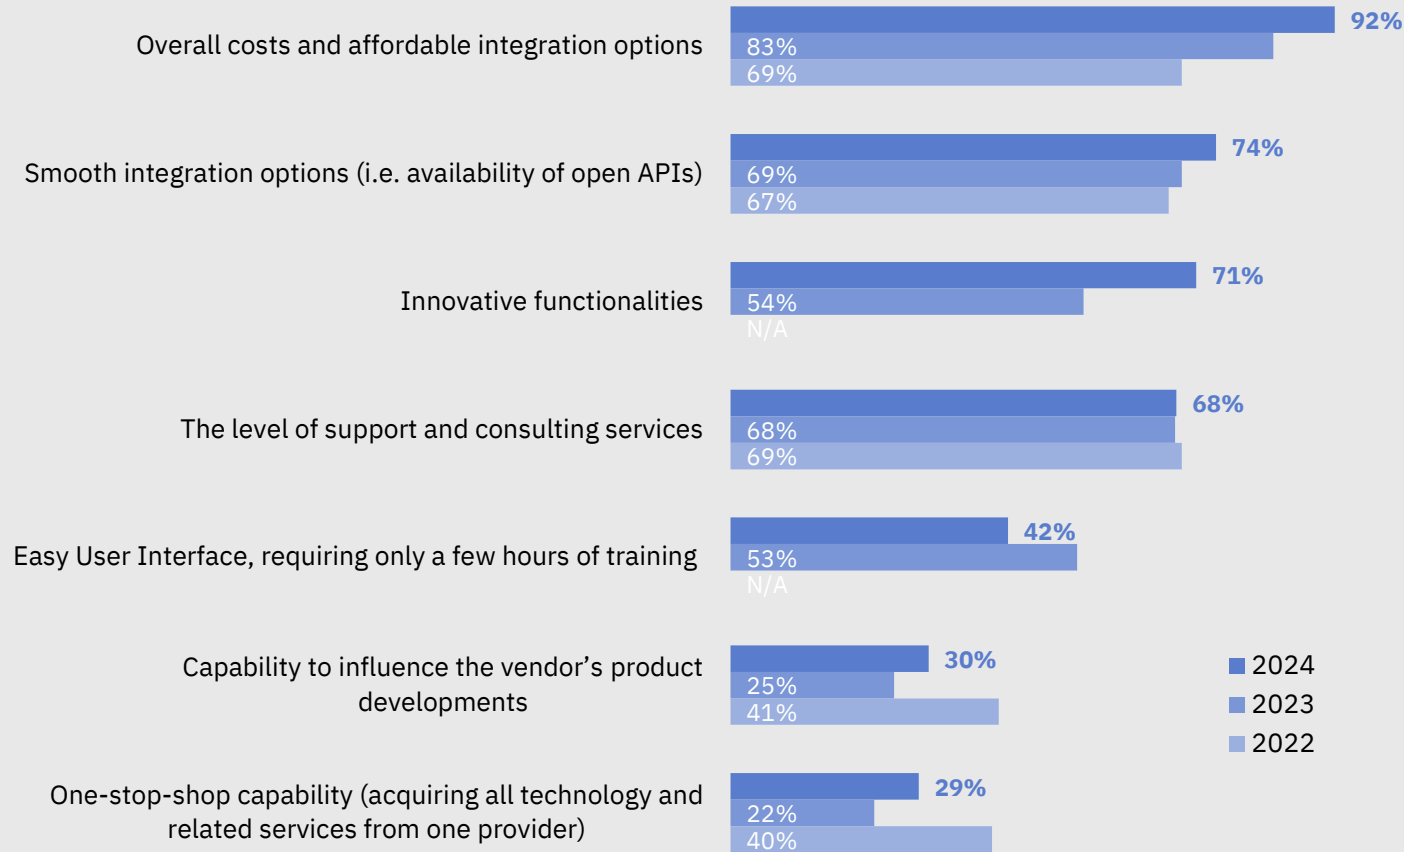 Overall costs and affordable integration options
92%
83%
69%
Smooth integration options (i.e. availability of open APIs)
74%
69%
67%
Innovative functionalities
71%
54%
N/A
The level of support and consulting services
68%
68%
69%
Easy User Interface, requiring only a few hours of training
42%
53%
N/A
Capability to influence the vendor’s product
developments
30%
25%
41%
2024
2023
2022
One-stop-shop capability (acquiring all technology and
related services from one provider)
29%
22%
40%